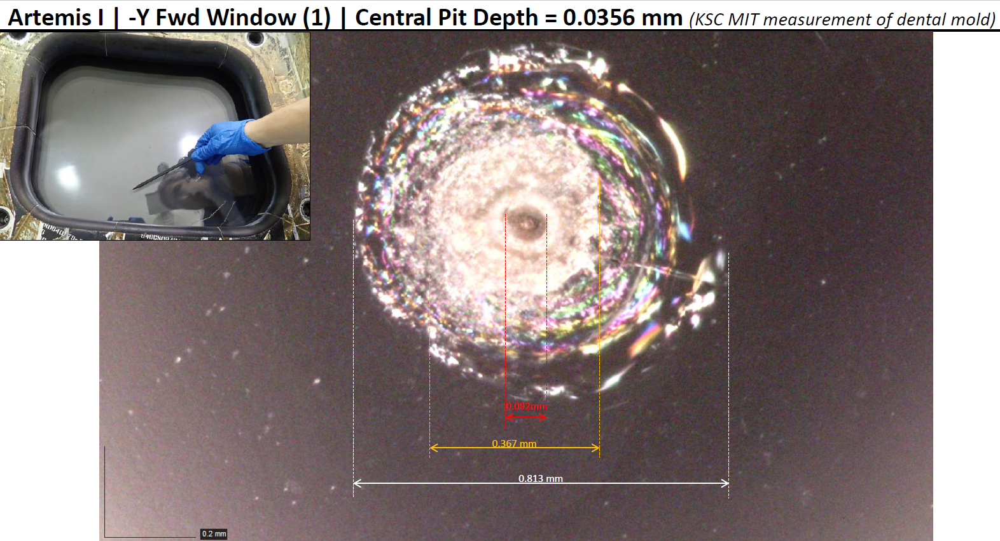 Artemis I | -Y Fwd Window (1) | Central Pit Depth = 0.0356 mm (KSC MIT measurement of dental mold)
0.092mm
0.367 mm
0.813 mm
0.2 mm